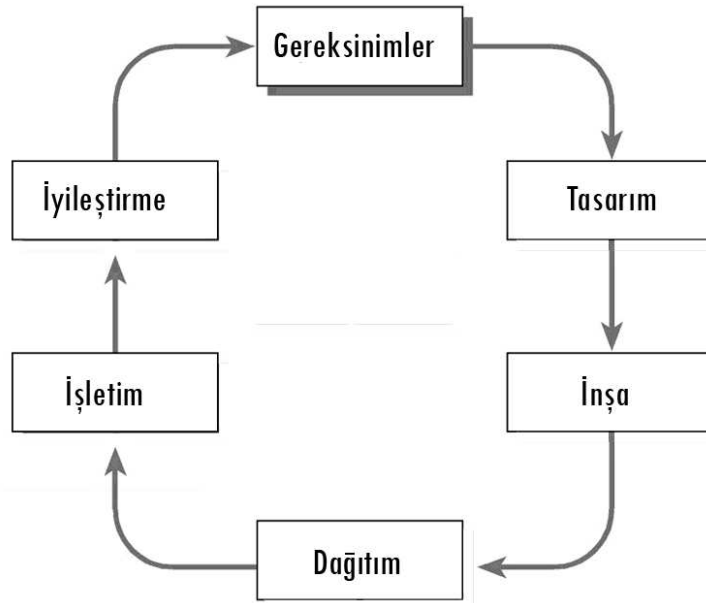 Gereksinimler
Tasarım
İnşa
Dağıtım
İşletim
İyileştirme